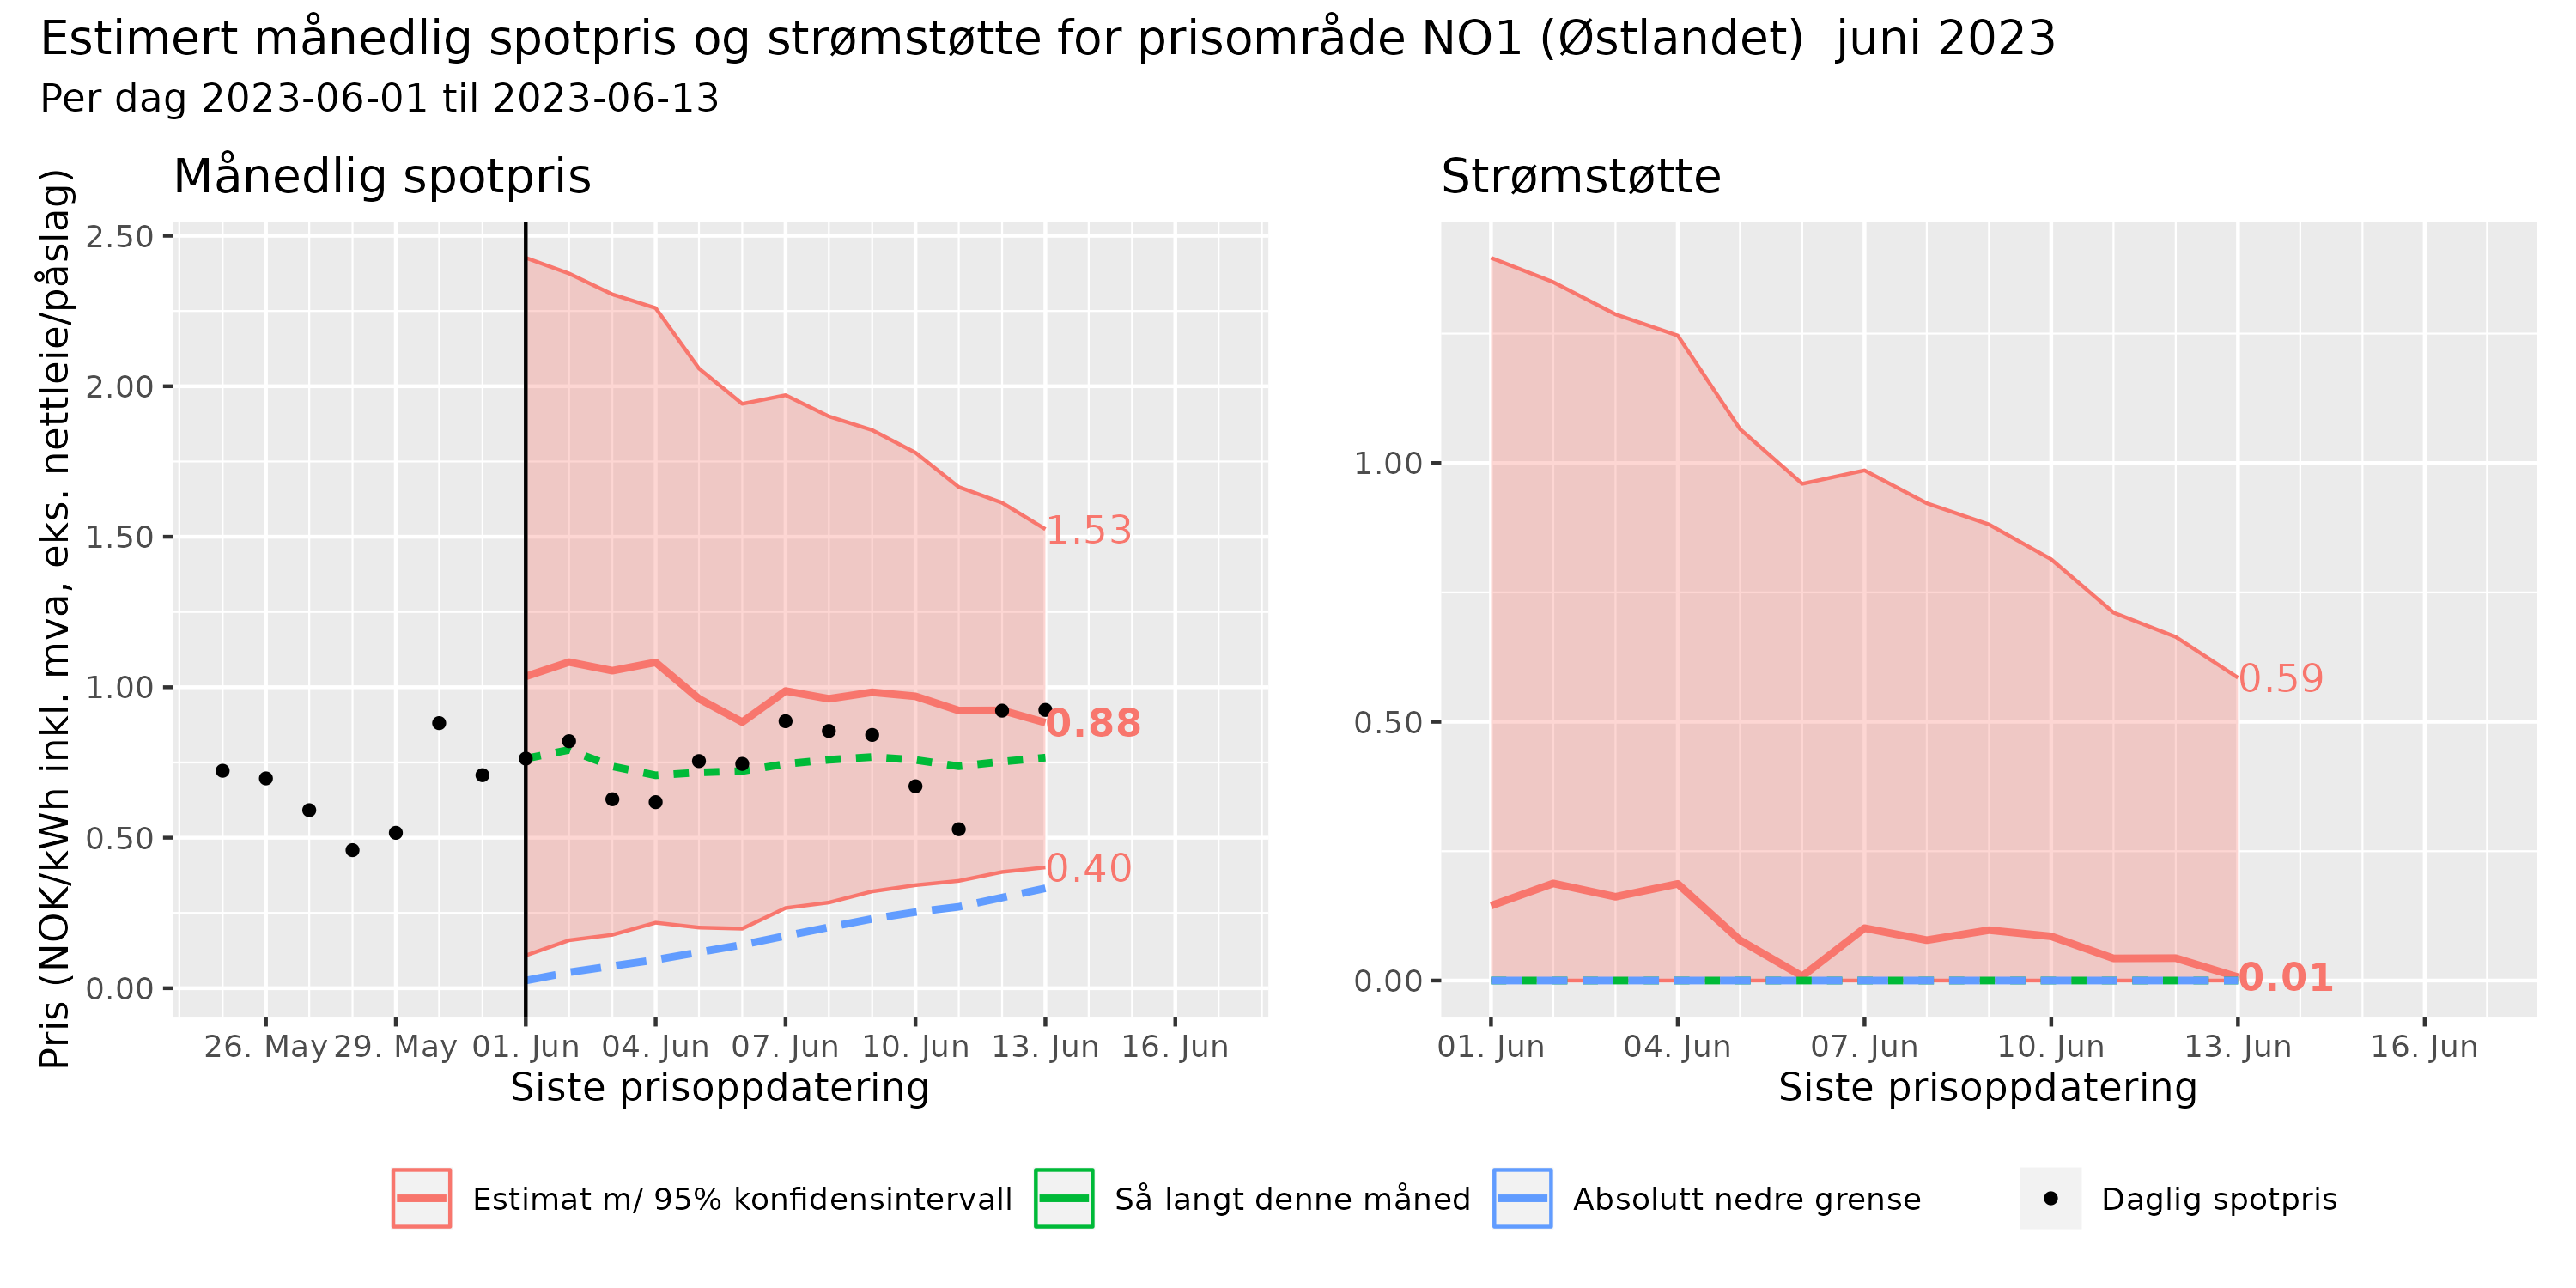 Estimert månedlig spotpris og strømstøtte for prisområde NO1 (Østlandet)  juni 2023
Per dag 2023-06-01 til 2023-06-13
Månedlig spotpris
Pris (NOK/kWh inkl. mva, eks. nettleie/påslag)
2.50
2.00
1.50
1.00
0.50
0.00
1.53
0.88
0.40
26. May
29. May
01. Jun
04. Jun
07. Jun
10. Jun
13. Jun
16. Jun
Siste prisoppdatering
Strømstøtte
1.00
0.50
0.00
0.59
0.01
01. Jun
04. Jun
07. Jun
10. Jun
13. Jun
16. Jun
Siste prisoppdatering
Estimat m/ 95% konfidensintervall
Så langt denne måned
Absolutt nedre grense
Daglig spotpris